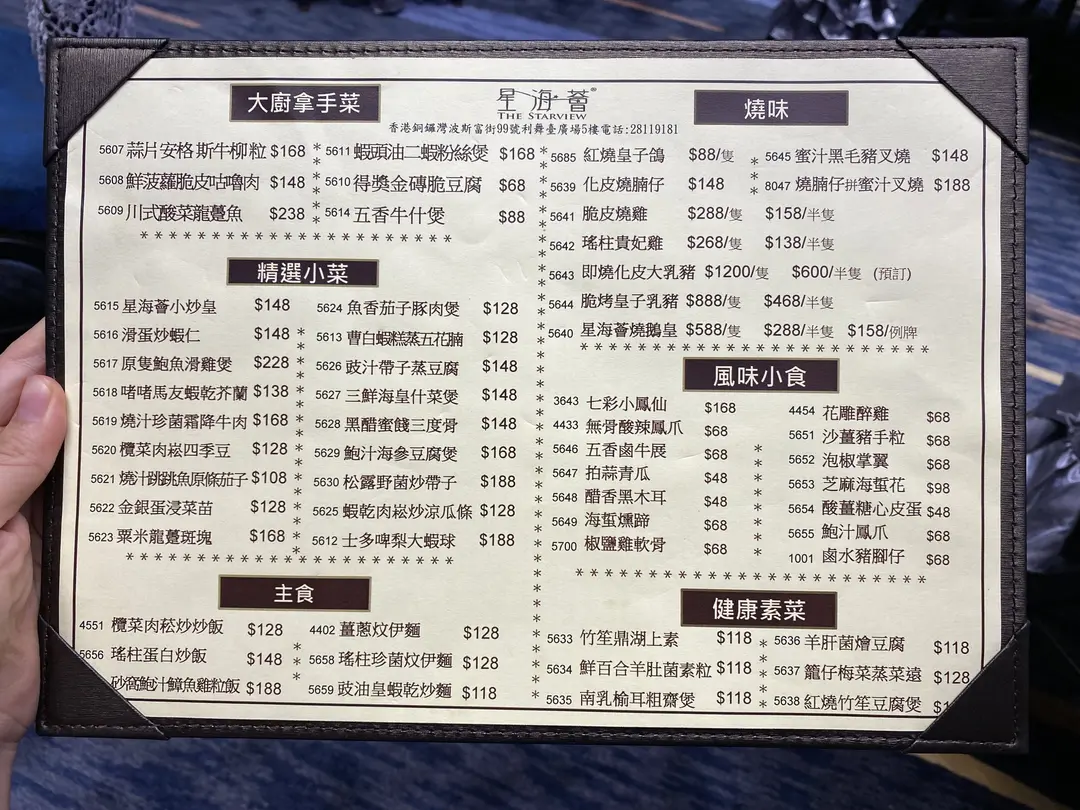 星海薈®
THE STARVIEW
香港銅鑼灣波斯富街99號利舞臺廣場5樓電話:28119181
大廚拿手菜
5607 蒜片安格斯牛柳粒 $168 * 5611 蝦頭油二蝦粉絲煲 $168
5608 鮮菠蘿脆皮咕嚕肉 $148 * 5610 得獎金磚脆豆腐 $68
5609 川式酸菜龍躉魚 $238 * 5614 五香牛什煲 $88
精選小菜
5615 星海薈小炒皇 $148 5624 魚香茄子豚肉煲 $128
5616 滑蛋炒蝦仁 $148 * 5613 曹白蝦糕蒸五花腩 $128
5617 原隻鮑魚滑雞煲 $228 * 5626 豉汁帶子蒸豆腐 $148
5618 啫啫馬友蝦乾芥蘭 $138 * 5627 三鮮海皇什菜煲 $148
5619 燒汁珍菌霜降牛肉 $168 * 5628 黑醋蜜餞三度骨 $148
5620 欖菜肉崧四季豆 $128 * 5629 鮑汁海參豆腐煲 $168
5621 燒汁跳跳魚原條茄子 $108 * 5630 松露野菌炒帶子 $188
5622 金銀蛋浸菜苗 $128 * 5625 蝦乾肉崧炒涼瓜條 $128
5623 粟米龍躉斑塊 $168 * 5612 士多啤梨大蝦球 $188
主食
4551 欖菜肉崧炒炒飯 $128 4402 薑蔥炆伊麵 $128
5656 瑤柱蛋白炒飯 $148 * 5658 瑤柱珍菌炆伊麵 $128
砂窩鮑汁鱆魚雞粒飯 $188 * 5659 豉油皇蝦乾炒麵 $118
燒味
5685 紅燒皇子鴿 $88/隻 * 5645 蜜汁黑毛豬叉燒 $148
5639 化皮燒腩仔 $148 * 8047 燒腩仔拼蜜汁叉燒 $188
5641 脆皮燒雞 $288/隻 $158/半隻
5642 瑤柱貴妃雞 $268/隻 $138/半隻
5643 即燒化皮大乳豬 $1200/隻 $600/半隻 (預訂)
5644 脆烤皇子乳豬 $888/隻 $468/半隻
5640 星海薈燒鵝皇 $588/隻 $288/半隻 $158/例牌
風味小食
3643 七彩小鳳仙 $168 4454 花雕醉雞 $68
4433 無骨酸辣鳳爪 $68 5651 沙薑豬手粒 $68
5646 五香鹵牛展 $68 * 5652 泡椒掌翼 $68
5647 拍蒜青瓜 $48 * 5653 芝麻海蜇花 $98
5648 醋香黑木耳 $48 * 5654 酸薑糖心皮蛋 $48
5649 海蜇燻蹄 $68 * 5655 鮑汁鳳爪 $68
5700 椒鹽雞軟骨 $68 * 1001 鹵水豬腳仔 $68
健康素菜
5633 竹笙鼎湖上素 $118 * 5636 羊肝菌燴豆腐 $118
5634 鮮百合羊肚菌素粒 $118 * 5637 籠仔梅菜蒸菜遠 $128
5635 南乳榆耳粗齋煲 $118 * 5638 紅燒竹笙豆腐煲